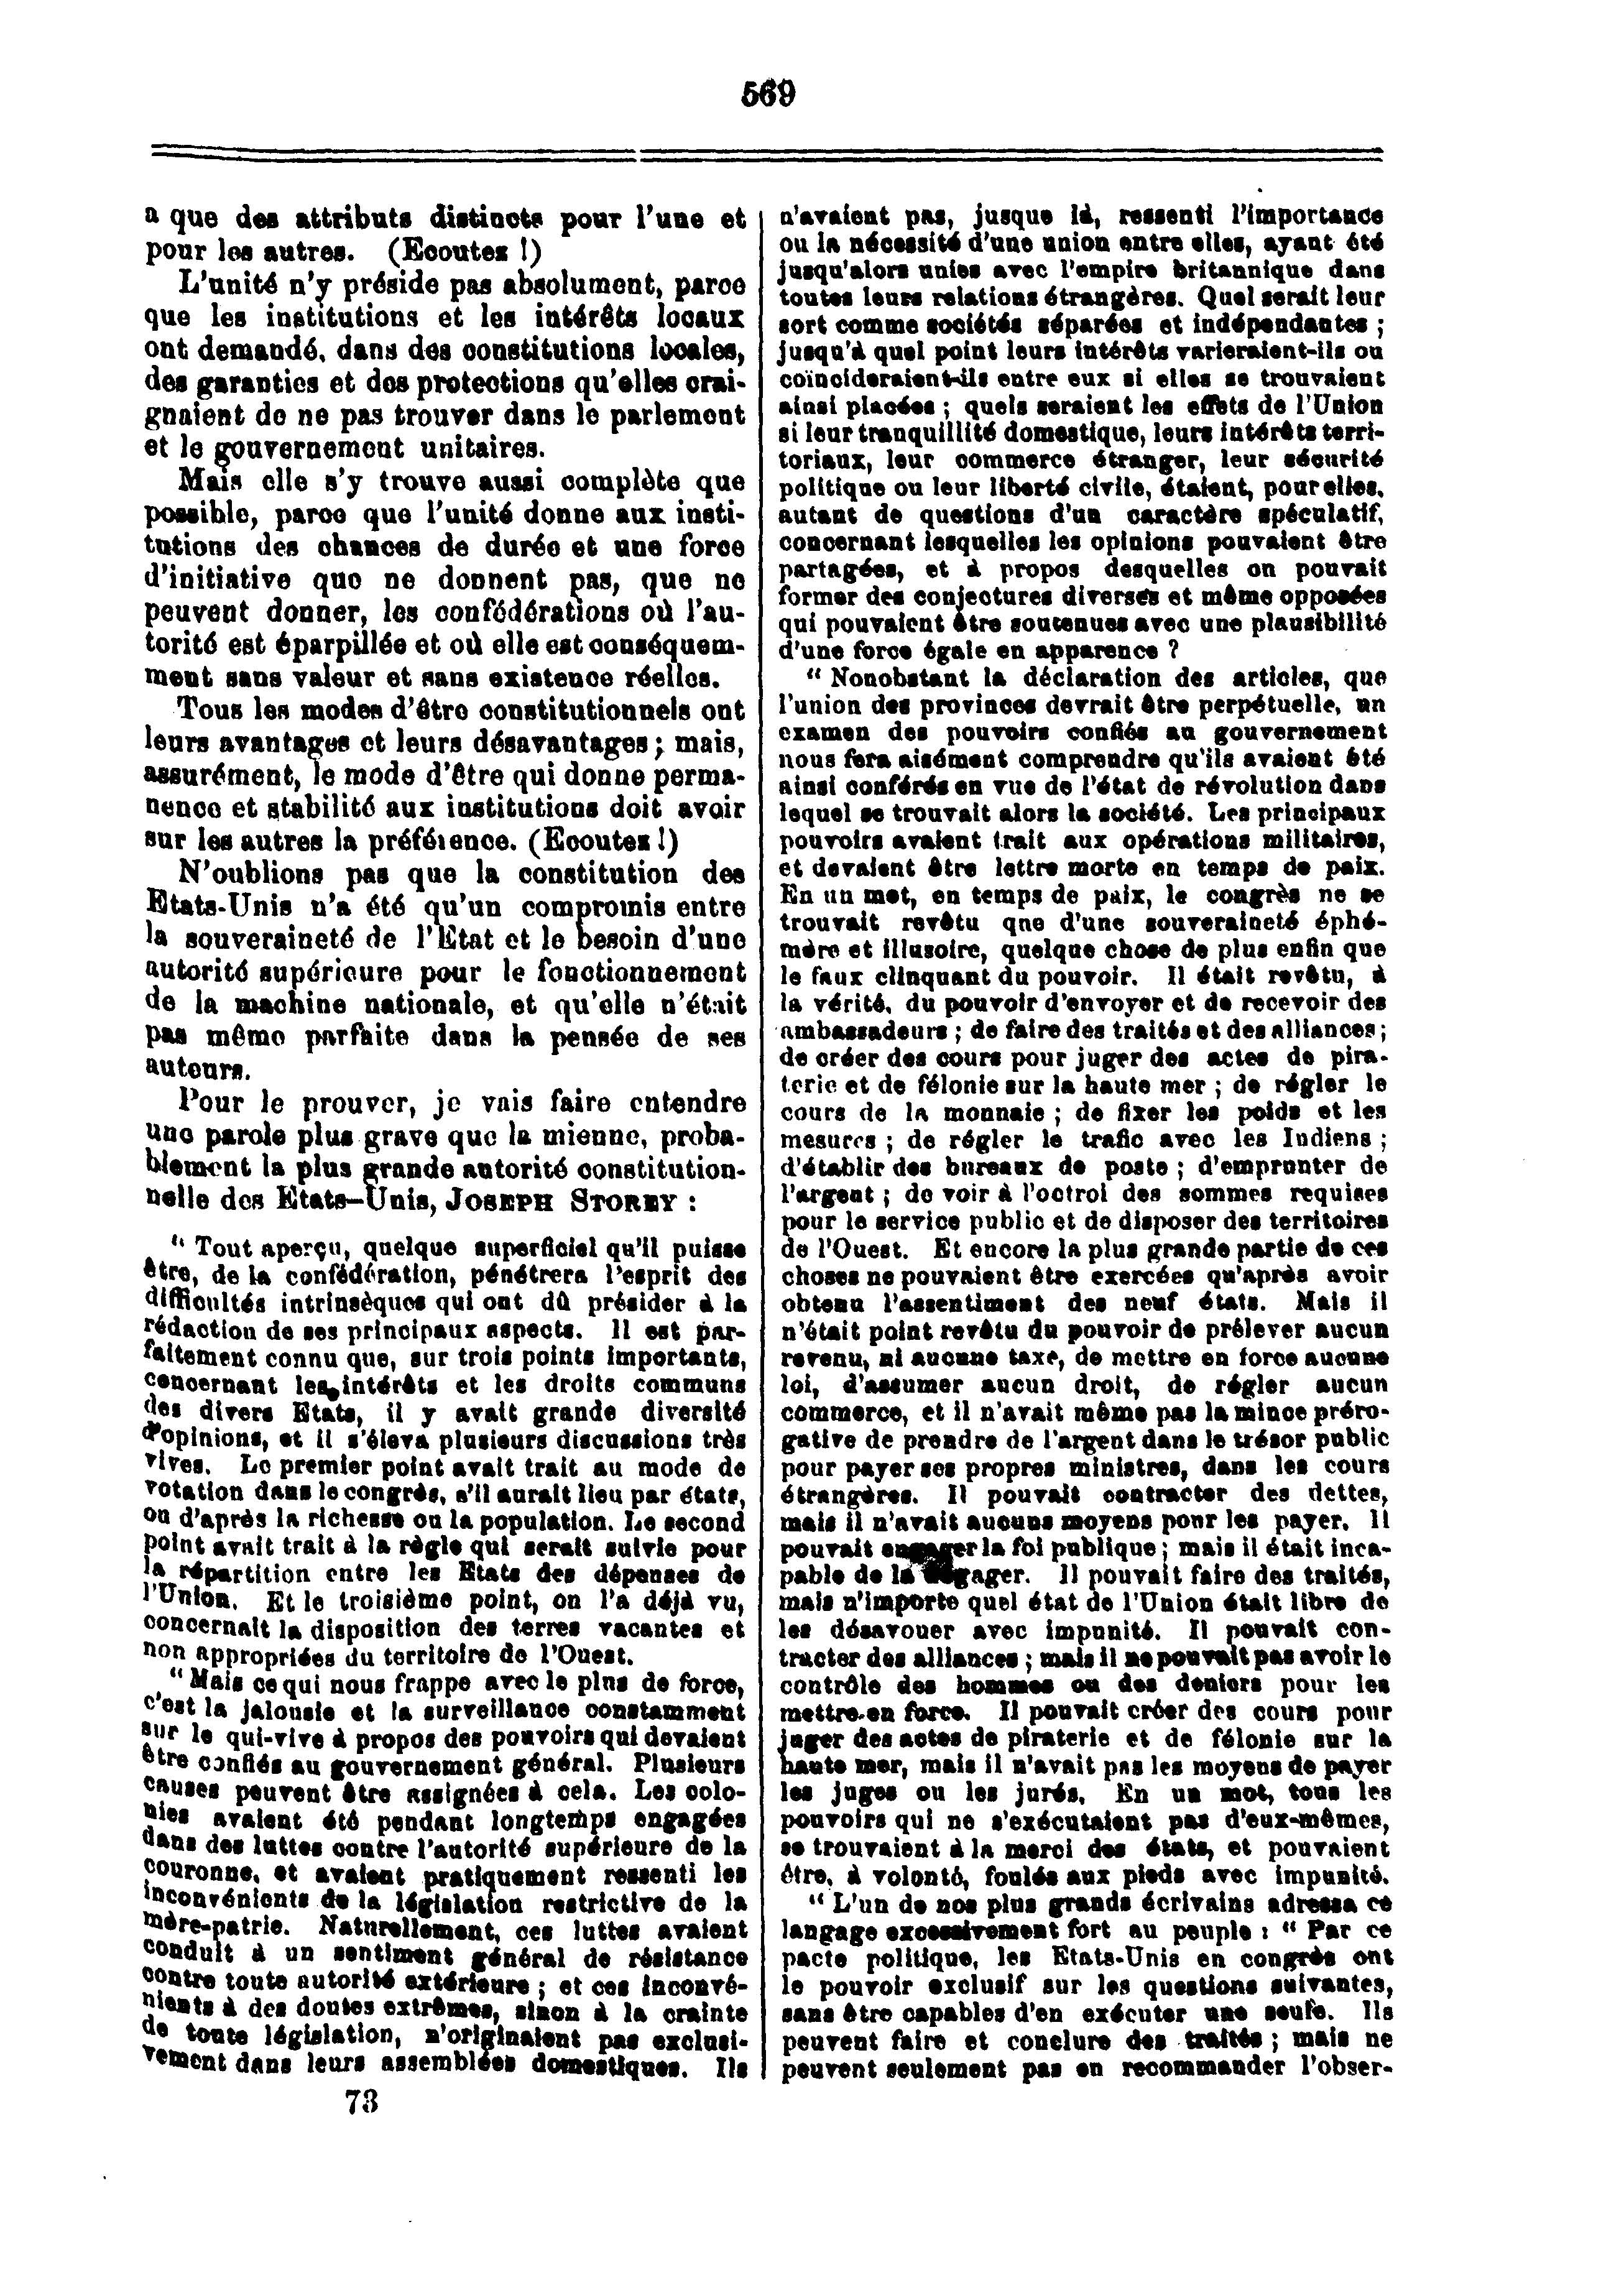 569
a que des attributs distincts pour l'une et
pour les autres. (Ecoutez !)
L'unité n'y préside pas absolument, parce
que les institutions et les intérêts locaux
ont demandé, dans des constitutions locales,
des garanties et des protections qu'elles crai-
gnaient de ne pas trouver dans le parlement
et le gouvernement unitaires.
Mais elle s'y trouve aussi complète que
possible, parce que l'unité donne aux insti-
tutions des chances de durée et une force
d'initiative que ne donnent pas, que ne
peuvent donner, les confédérations où l'au-
torité est éparpillée et où elle est conséquem-
ment sans valeur et sans existence réelles.
Tous les modes d'être constitutionnels ont
leurs avantages et leurs désavantages ; mais,
assurément, le mode d'être qui donne perma-
nence et stabilité aux institutions doit avoir
sur les autres la préférence. (Ecoutez !)
N'oublions pas que la constitution des
Etats-Unis n'a été qu'un compromis entre
la souveraineté de l'Etat et le besoin d'une
autorité supérieure pour le fonctionnement
de la machine nationale, et qu'elle n'était
pas même parfaite dans la pensée de ses
auteurs.
Pour le prouver, je vais faire entendre
une parole plus grave que la mienne, proba-
blement la plus grande autorité constitution-
nelle des Etats-Unis, JOSEPH STOREY :
" Tout aperçu, quelque superficiel qu'il puisse
être, de la confédération, pénétrera l'esprit des
difficultés intrinsèques qui ont dû présider à la
rédaction de ses principaux aspects. Il est par-
faitement connu que, sur trois points importants,
concernant les intérêts et les droits communs
des divers Etats, il y avait grande diversité
d'opinions, et il s'éleva plusieurs discussions très
vives. Le premier point avait trait au mode de
votation dans le congrès, s'il aurait lieu par états,
ou d'après la richesse ou la population. Le second
point avait trait à la règle qui serait suivie pour
la répartition entre les Etats des dépenses de
l'Union. Et le troisième point, on l'a déjà vu,
concernait la disposition des terres vacantes et
non appropriées du territoire de l'Ouest.
" Mais ce qui nous frappe avec le plus de force,
c'est la jalousie et la surveillance constamment
sur le qui-vive à propos des pouvoirs qui devaient
être confiés au gouvernement général. Plusieurs
causes peuvent être assignées à cela. Les colo-
nies avaient été pendant longtemps engagées
dans des luttes contre l'autorité supérieure de la
couronne, et avaient pratiquement ressenti les
inconvénients de la législation restrictive de la
mère-patrie. Naturellement, ces luttes avaient
conduit à un sentiment général de résistance
contre toute autorité extérieure ; et ces inconvé-
nients à des doutes extrêmes, sinon à la crainte
de toute législation, n'originaient pas exclusi-
vement dans leurs assemblées domestiques. Ils
73
n'avaient pas, jusque là, ressenti l'importance
ou la nécessité d'une union entre elles, ayant été
jusqu'alors unies avec l'empire britannique dans
toutes leurs relations étrangères. Quel serait leur
sort comme sociétés séparées et indépendantes ;
jusqu'à quel point leurs intérêts varieraient-ils ou
coïncideraient-ils entre eux si elles se trouvaient
ainsi placées ; quels seraient les effets de l'Union
si leur tranquillité domestique, leurs intérêts terri-
toriaux, leur commerce étranger, leur sécurité
politique ou leur liberté civile, étaient, pour elles,
autant de questions d'un caractère spéculatif,
concernant lesquelles les opinions pouvaient être
partagées, et à propos desquelles on pouvait
former des conjectures diverses et même opposées
qui pouvaient être soutenues avec une plausibilité
d'une force égale en apparence ?
" Nonobstant la déclaration des articles, que
l'union des provinces devrait être perpétuelle, un
examen des pouvoirs confiés au gouvernement
nous fera aisément comprendre qu'ils avaient été
ainsi conférés en vue de l'état de révolution dans
lequel se trouvait alors la société. Les principaux
pouvoirs avaient trait aux opérations militaires,
et devaient être lettre morte en temps de paix.
En un mot, en temps de paix, le congrès ne se
trouvait revêtu que d'une souveraineté éphé-
mère et illusoire, quelque chose de plus enfin que
le faux clinquant du pouvoir. Il était revêtu, à
la vérité, du pouvoir d'envoyer et de recevoir des
ambassadeurs ; de faire des traités et des alliances ;
de créer des cours pour juger des actes de pira-
terie et de félonie sur la haute mer ; de régler le
cours de la monnaie ; de fixer les poids et les
mesures ; de régler le trafic avec les Indiens ;
d'établir des bureaux de poste ; d'emprunter de
l'argent ; de voir à l'octroi des sommes requises
pour le service public et de disposer des territoires
de l'Ouest. Et encore la plus grande partie de ces
choses ne pouvaient être exercées qu'après avoir
obtenu l'assentiment des neuf états. Mais il
n'était point revêtu du pouvoir de prélever aucun
revenu, ni aucune taxe, de mettre en force aucune
loi, d'assumer aucun droit, de régler aucun
commerce, et il n'avait même pas la mince préro-
gative de prendre de l'argent dans le trésor public
pour payer ses propres ministres, dans les cours
étrangères. Il pouvait contracter des dettes,
mais il n'avait aucuns moyens pour les payer. Il
pouvait engager la foi publique ; mais il était inca-
pable de la dégager. Il pouvait faire des traités,
mais n'importe quel état de l'Union était libre de
les désavouer avec impunité. Il pouvait con-
tracter des alliances ; mais il ne pouvait pas avoir le
contrôle des hommes ou des deniers pour les
mettre en force. Il pouvait créer des cours pour
juger des actes de piraterie et de félonie sur la
haute mer, mais il n'avait pas les moyens de payer
les juges ou les jurés. En un mot, tous les
pouvoirs qui ne s'exécutaient pas d'eux-mêmes,
se trouvaient à la merci des états, et pouvaient
être, à volonté, foulés aux pieds avec impunité.
" L'un de nos plus grands écrivains adressa ce
langage excessivement fort au peuple : " Par ce
pacte politique, les Etats-Unis en congrès ont
le pouvoir exclusif sur les questions suivantes,
sans être capables d'en exécuter une seule. Ils
peuvent faire et conclure des traités ; mais ne
peuvent seulement pas en recommander l'obser-